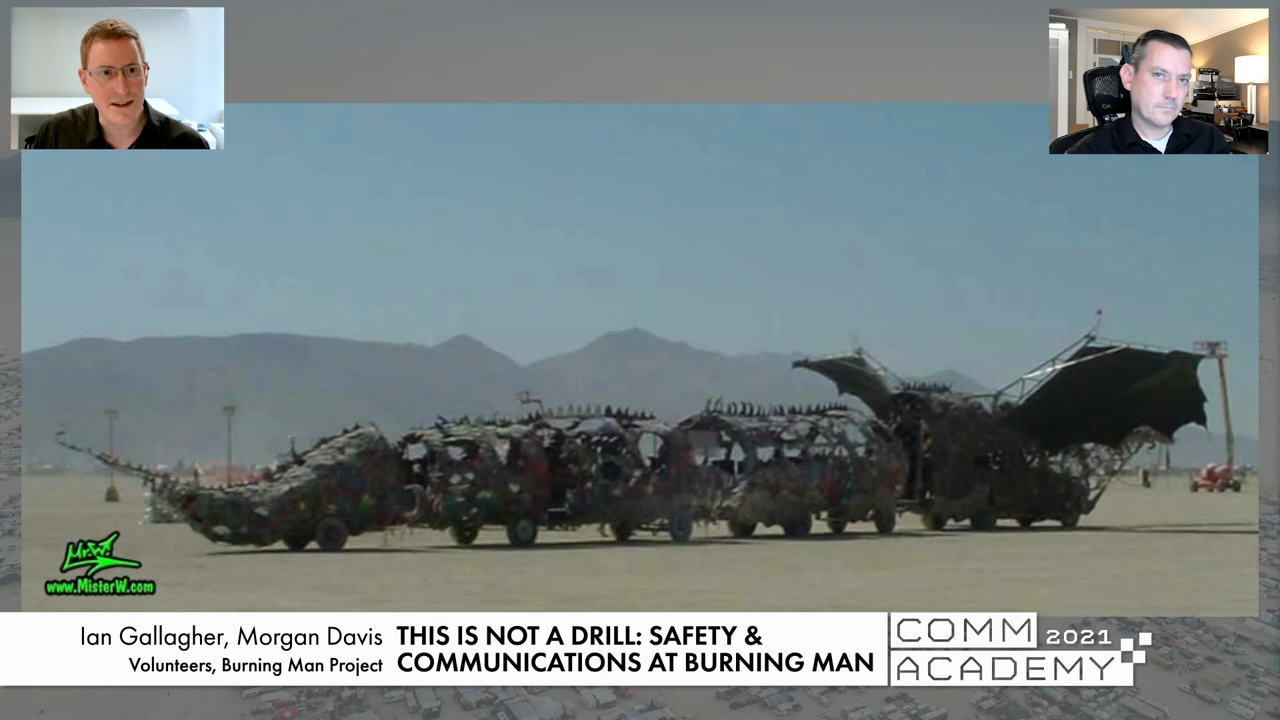 Mr.W.
www.MisterW.com
Ian Gallagher, Morgan Davis
Volunteers, Burning Man Project
THIS IS NOT A DRILL: SAFETY &
COMMUNICATIONS AT BURNING MAN
COMM 2021
ACADEMY